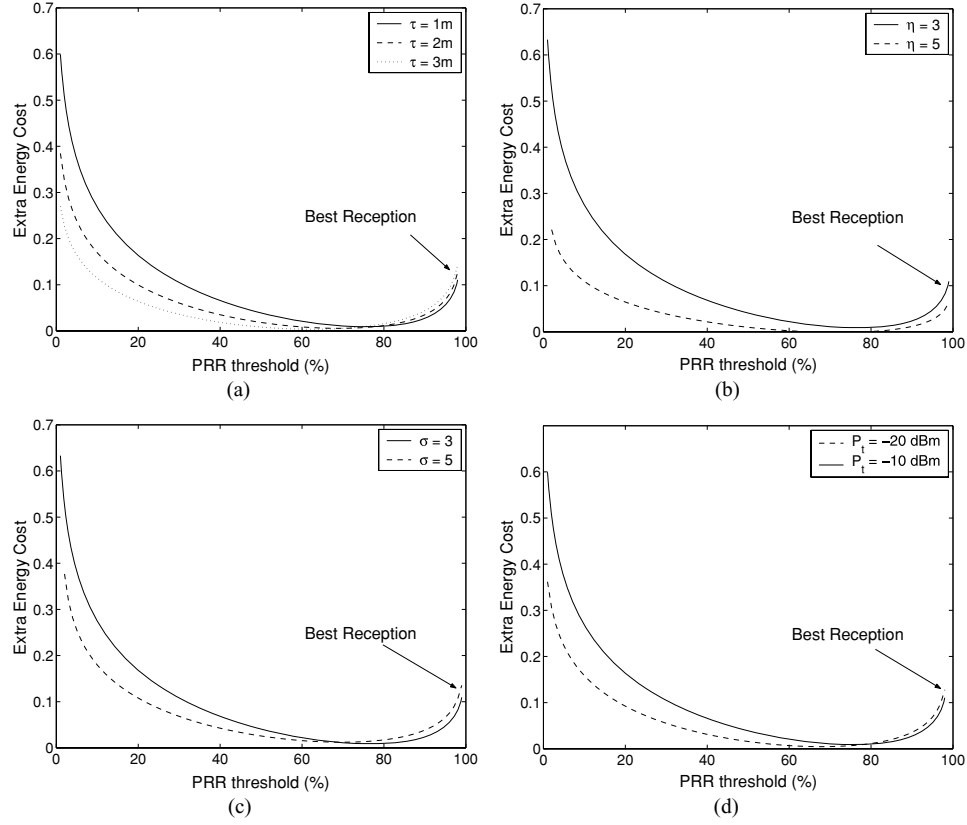 0.7
0.6
0.5
0.4
0.3
0.2
0.1
0
0 20 40 60 80 100
Extra Energy Cost
PRR threshold (%)
τ = 1m
τ = 2m
τ = 3m
Best Reception
(a)
0.7
0.6
0.5
0.4
0.3
0.2
0.1
0
0 20 40 60 80 100
Extra Energy Cost
PRR threshold (%)
η = 3
η = 5
Best Reception
(b)
0.7
0.6
0.5
0.4
0.3
0.2
0.1
0
0 20 40 60 80 100
Extra Energy Cost
PRR threshold (%)
σ = 3
σ = 5
Best Reception
(c)
0.6
0.5
0.4
0.3
0.2
0.1
0
0 20 40 60 80 100
Extra Energy Cost
PRR threshold (%)
P_t = −20 dBm
P_t = −10 dBm
Best Reception
(d)